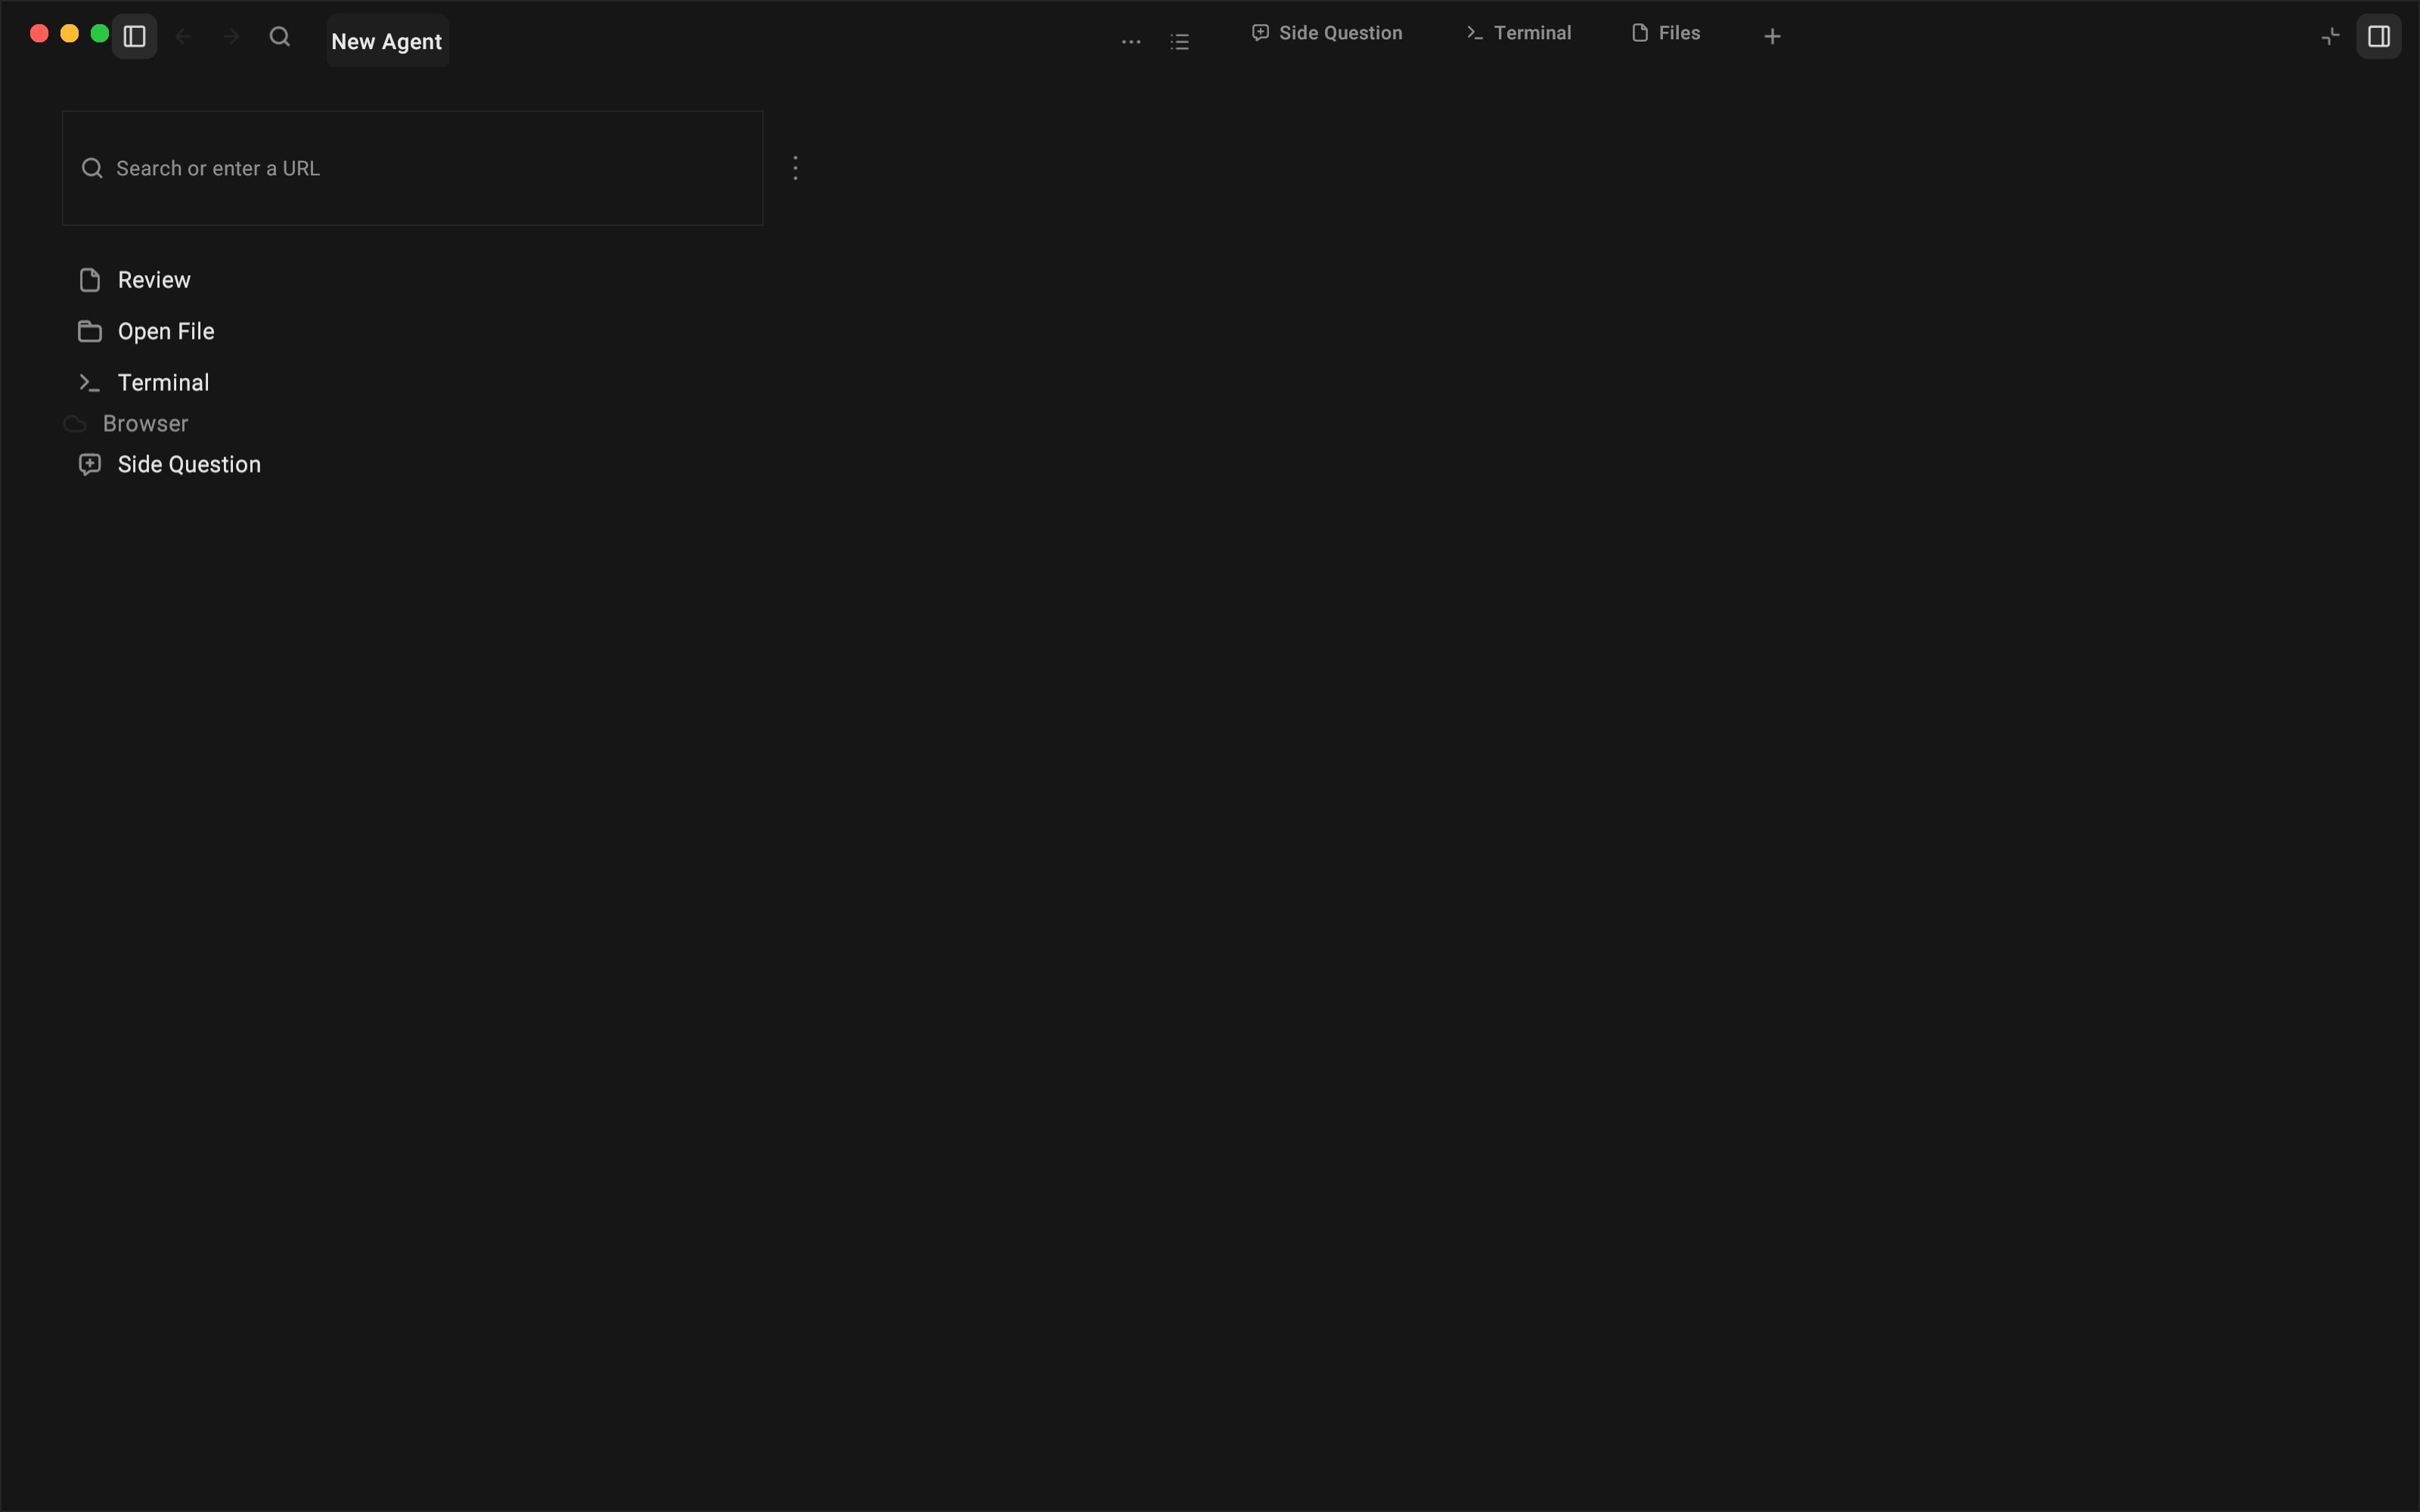 New Agent
Side Question
Terminal
Files
Search or enter a URL
Review
Open File
Terminal
Browser
Side Question